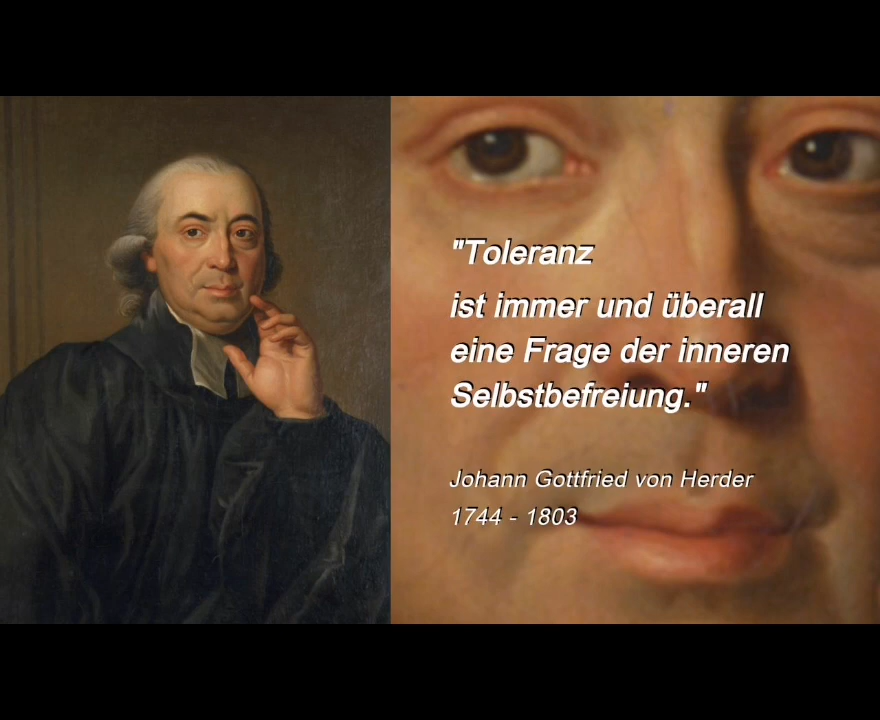 "Toleranz
ist immer und überall
eine Frage der inneren
Selbstbefreiung."
Johann Gottfried von Herder
1744 - 1803